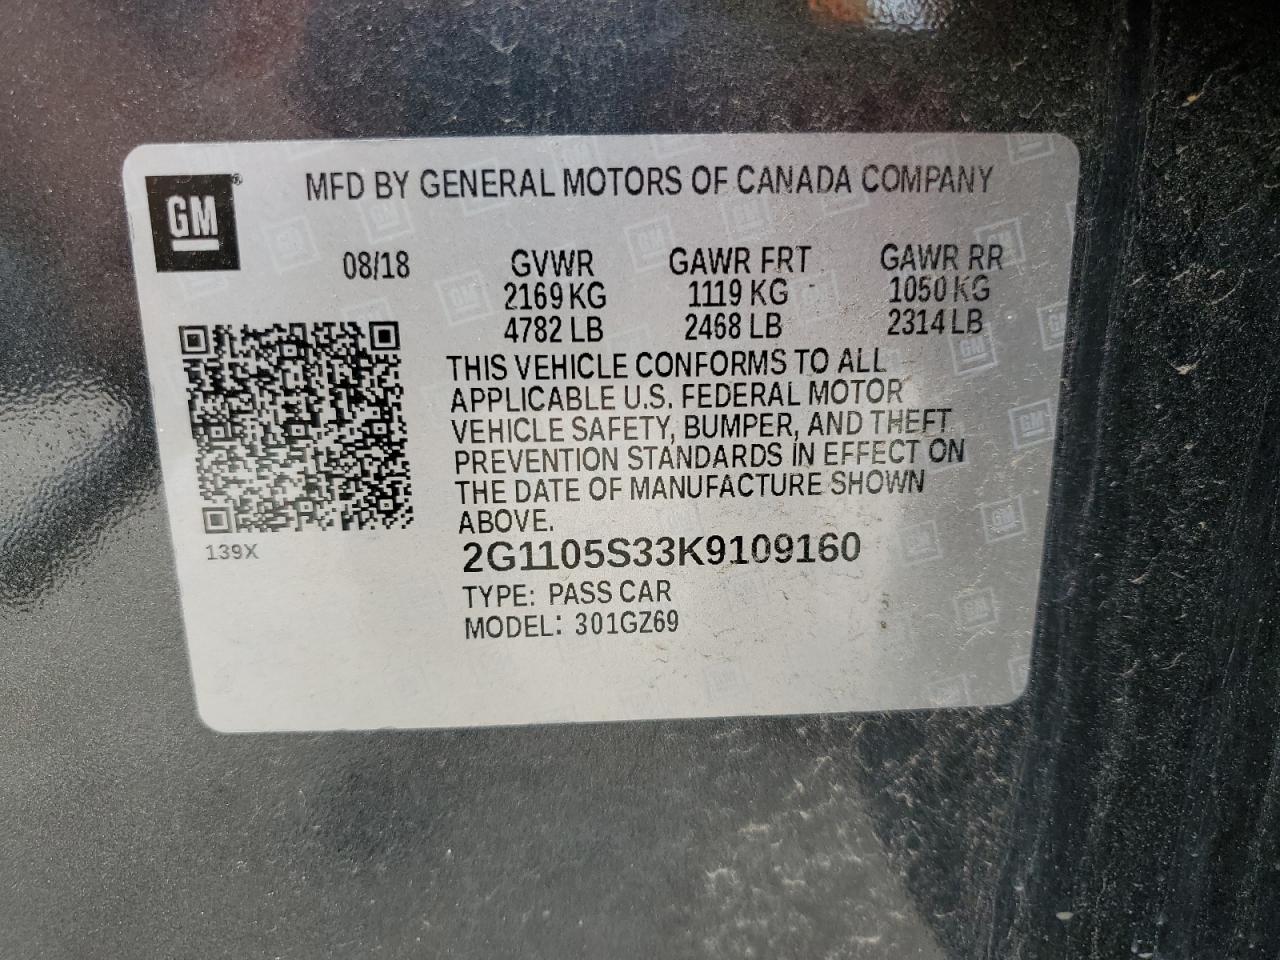 MFD BY GENERAL MOTORS OF CANADA COMPANY
GM®
08/18 GVWR GAWR FRT GAWR RR
2169 KG 1119 KG 1050 KG
4782 LB 2468 LB 2314 LB
THIS VEHICLE CONFORMS TO ALL
APPLICABLE U.S. FEDERAL MOTOR
VEHICLE SAFETY, BUMPER, AND THEFT
PREVENTION STANDARDS IN EFFECT ON
THE DATE OF MANUFACTURE SHOWN
ABOVE.
139X
2G1105S33K9109160
TYPE: PASS CAR
MODEL: 301GZ69